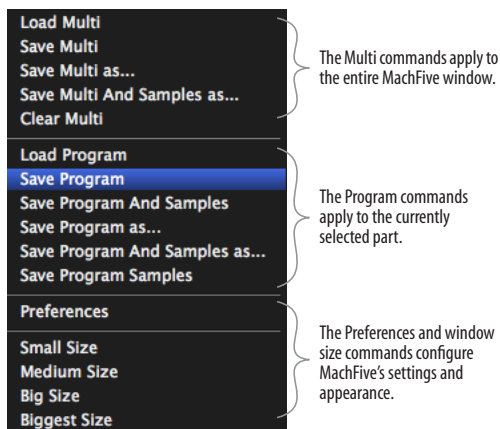 Load Multi
Save Multi
Save Multi as...
Save Multi And Samples as...
Clear Multi
The Multi commands apply to
the entire MachFive window.
Load Program
Save Program
Save Program And Samples
Save Program as...
Save Program And Samples as...
Save Program Samples
The Program commands
apply to the currently
selected part.
Preferences
Small Size
Medium Size
Big Size
Biggest Size
The Preferences and window
size commands configure
MachFive's settings and
appearance.